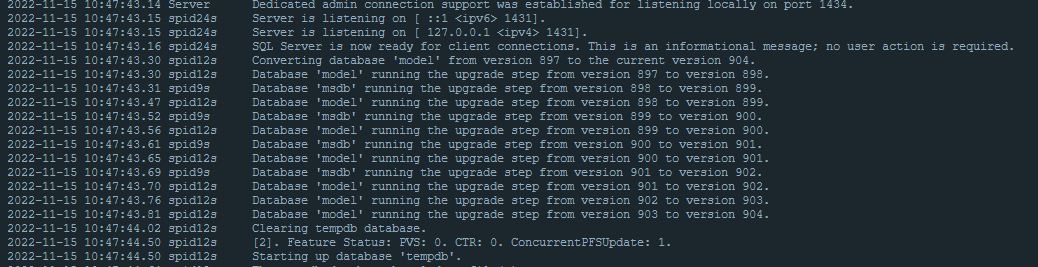 2022-11-15 10:47:43.14 Server Dedicated admin connection support was established for listening locally on port 1434.
2022-11-15 10:47:43.15 spid24s Server is listening on [ ::1 <ipv6> 1431].
2022-11-15 10:47:43.15 spid24s Server is listening on [ 127.0.0.1 <ipv4> 1431].
2022-11-15 10:47:43.16 spid24s SQL Server is now ready for client connections. This is an informational message; no user action is required.
2022-11-15 10:47:43.30 spid12s Converting database 'model' from version 897 to the current version 904.
2022-11-15 10:47:43.30 spid12s Database 'model' running the upgrade step from version 897 to version 898.
2022-11-15 10:47:43.31 spid9s Database 'msdb' running the upgrade step from version 898 to version 899.
2022-11-15 10:47:43.47 spid12s Database 'model' running the upgrade step from version 898 to version 899.
2022-11-15 10:47:43.52 spid9s Database 'msdb' running the upgrade step from version 899 to version 900.
2022-11-15 10:47:43.56 spid12s Database 'model' running the upgrade step from version 899 to version 900.
2022-11-15 10:47:43.61 spid9s Database 'msdb' running the upgrade step from version 900 to version 901.
2022-11-15 10:47:43.65 spid12s Database 'model' running the upgrade step from version 900 to version 901.
2022-11-15 10:47:43.69 spid9s Database 'msdb' running the upgrade step from version 901 to version 902.
2022-11-15 10:47:43.70 spid12s Database 'model' running the upgrade step from version 901 to version 902.
2022-11-15 10:47:43.76 spid12s Database 'model' running the upgrade step from version 902 to version 903.
2022-11-15 10:47:43.81 spid12s Database 'model' running the upgrade step from version 903 to version 904.
2022-11-15 10:47:44.02 spid12s Clearing tempdb database.
2022-11-15 10:47:44.50 spid12s [2]. Feature Status: PVS: 0. CTR: 0. ConcurrentPFSUpdate: 1.
2022-11-15 10:47:44.50 spid12s Starting up database 'tempdb'.